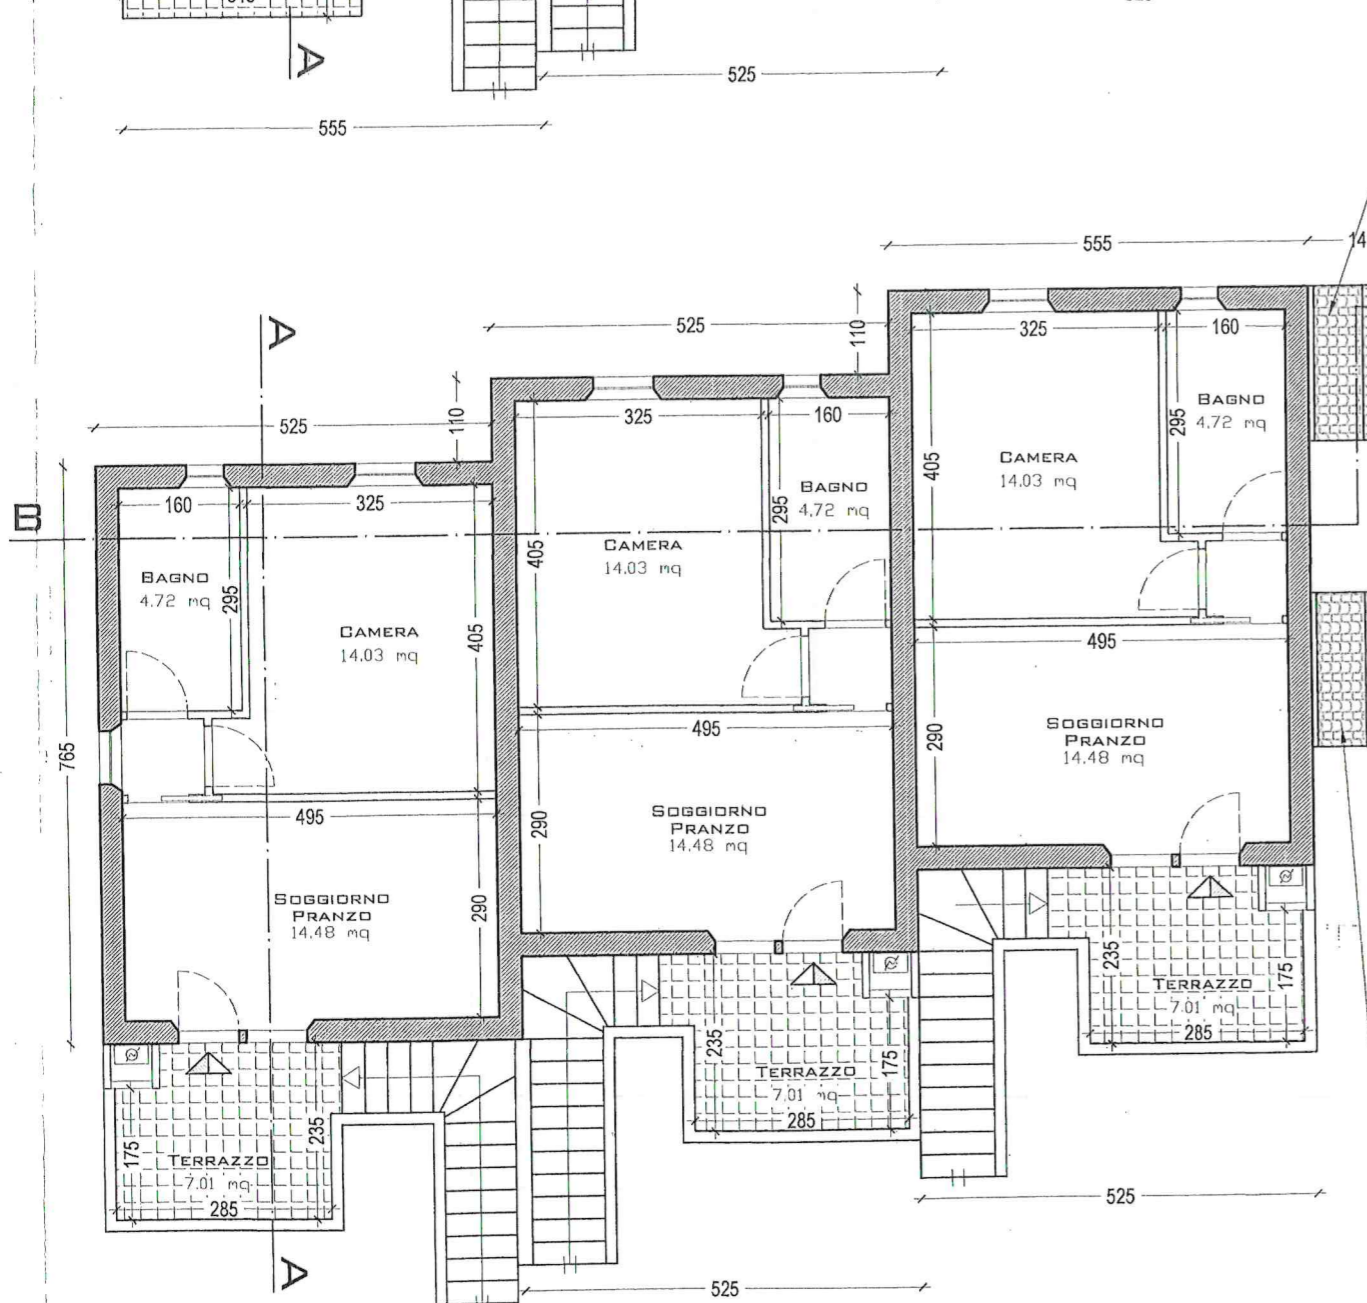 A
525
555
555
14
525
110
325
160
BAGNO
4.72 mq
295
405
CAMERA
14.03 mq
495
290
SOGGIORNO
PRANZO
14.48 mq
235
175
TERRAZZO
7.01 mq
285
525
A
525
110
325
160
BAGNO
4.72 mq
295
405
CAMERA
14.03 mq
495
290
SOGGIORNO
PRANZO
14.48 mq
235
175
TERRAZZO
7.01 mq
285
525
B
765
160
325
BAGNO
4.72 mq
295
405
CAMERA
14.03 mq
495
290
SOGGIORNO
PRANZO
14.48 mq
175
235
TERRAZZO
7.01 mq
285
A